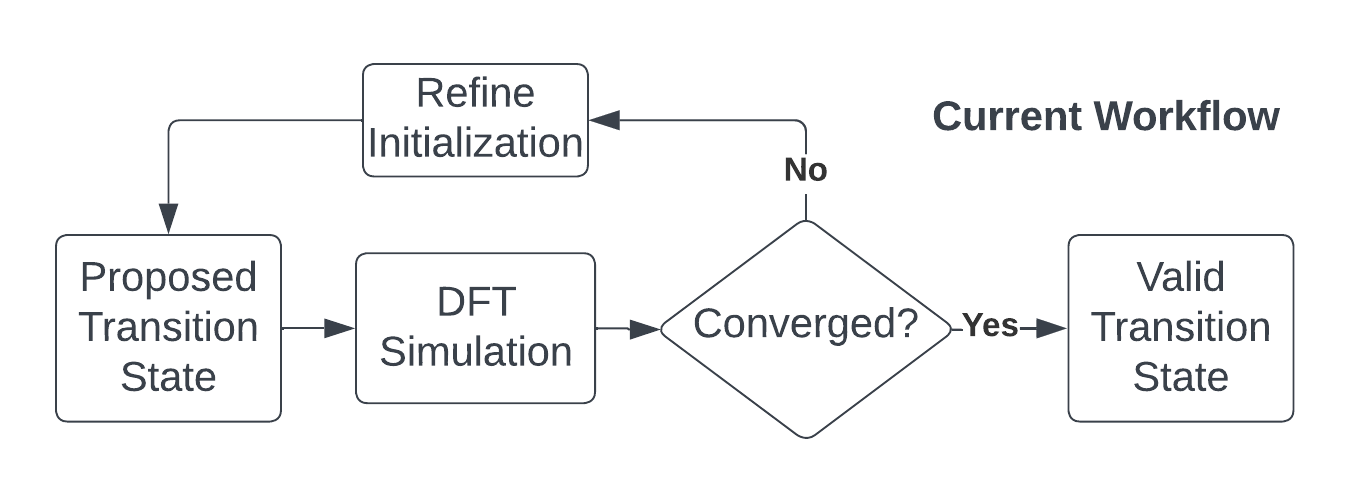 Refine
Initialization
Current Workflow
No
Proposed
Transition
State
DFT
Simulation
Converged?
Yes
Valid
Transition
State